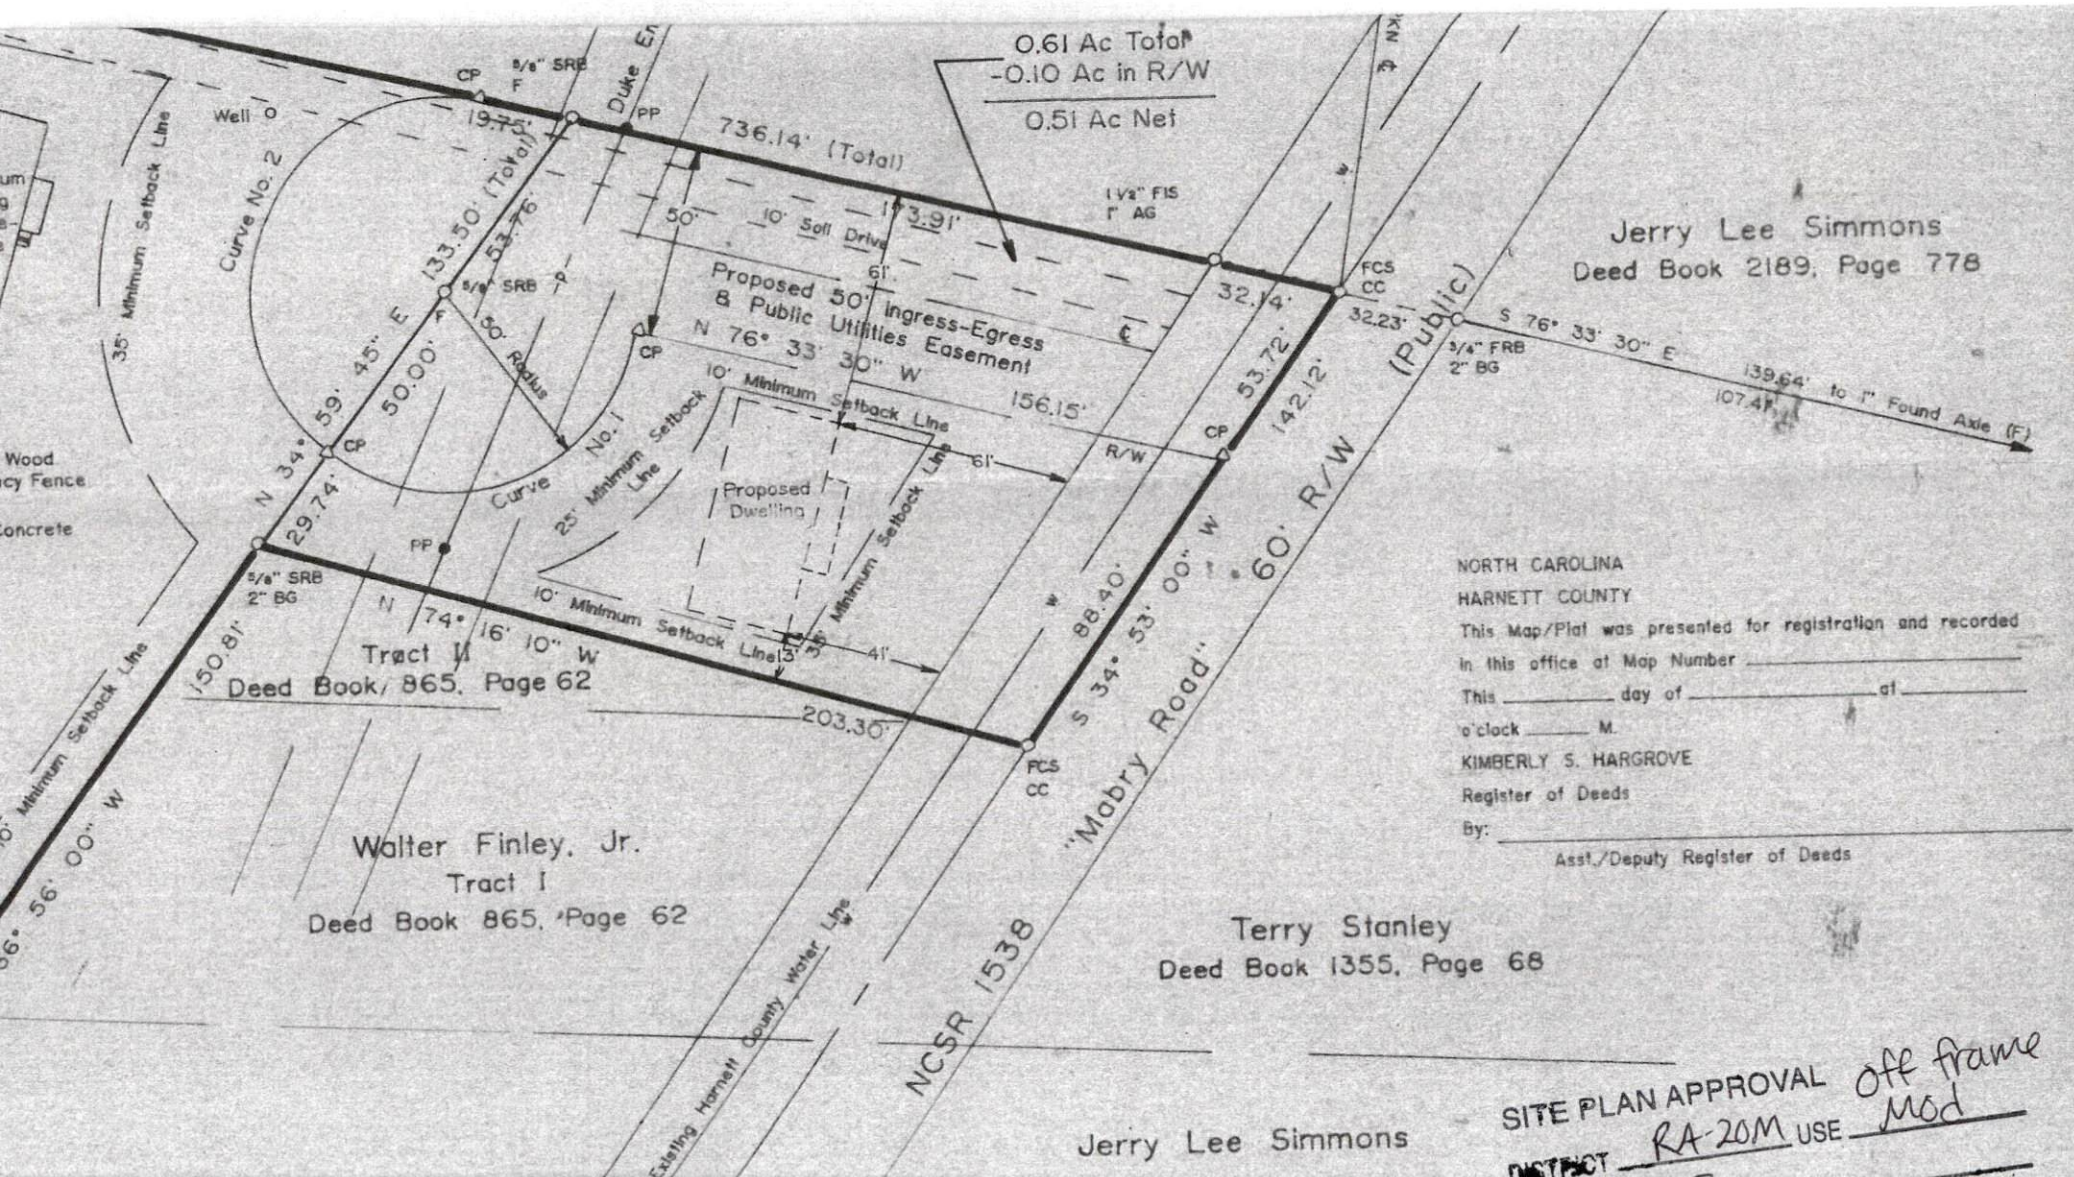 0.61 Ac Total
-0.10 Ac in R/W
0.51 Ac Net
CP
5/8" SRB
F
Duke En
PP
19.75'
736.14' (Total)
Well
35' Minimum Setback Line
Curve No. 2
133.50' (Total)
53.76'
5/8" SRB
F
50' Radius
50'
10' Soil Drive
173.91'
61'
1 1/2" FIS
1" AG
Proposed 50' Ingress-Egress
& Public Utilities Easement
N 76° 33' 30" W
156.15'
CP
32.14'
FCS
CC
32.23'
(Public)
Jerry Lee Simmons
Deed Book 2189, Page 778
S 76° 33' 30" E
3/4" FRB
2" BG
139.64' to 1" Found Axle (F)
53.72'
142.12'
N 34° 59' 45" E
50.00'
CP
29.74'
10' Minimum Setback Line
25' Minimum Setback
Line
Curve No. 1
61'
R/W
CP
Proposed
Dwelling
35' Minimum Setback Line
Wood
cy Fence
Concrete
PP
5/8" SRB
2" BG
N 74° 16' 10" W
10' Minimum Setback Line
13'
41'
203.30'
88.40'
S 34° 53' 00" W
60' R/W
w
Tract II
Deed Book 865, Page 62
150.81'
FCS
CC
"Mabry Road"
NCSR 1538
Existing Harnett County Water Line
Minimum Setback Line
56' 00" W
Walter Finley, Jr.
Tract I
Deed Book 865, Page 62
Terry Stanley
Deed Book 1355, Page 68
Jerry Lee Simmons
NORTH CAROLINA
HARNETT COUNTY
This Map/Plat was presented for registration and recorded
in this office at Map Number
This day of at
o'clock M.
KIMBERLY S. HARGROVE
Register of Deeds
By:
Asst./Deputy Register of Deeds
SITE PLAN APPROVAL off frame
DISTRICT RA-20M USE Mod